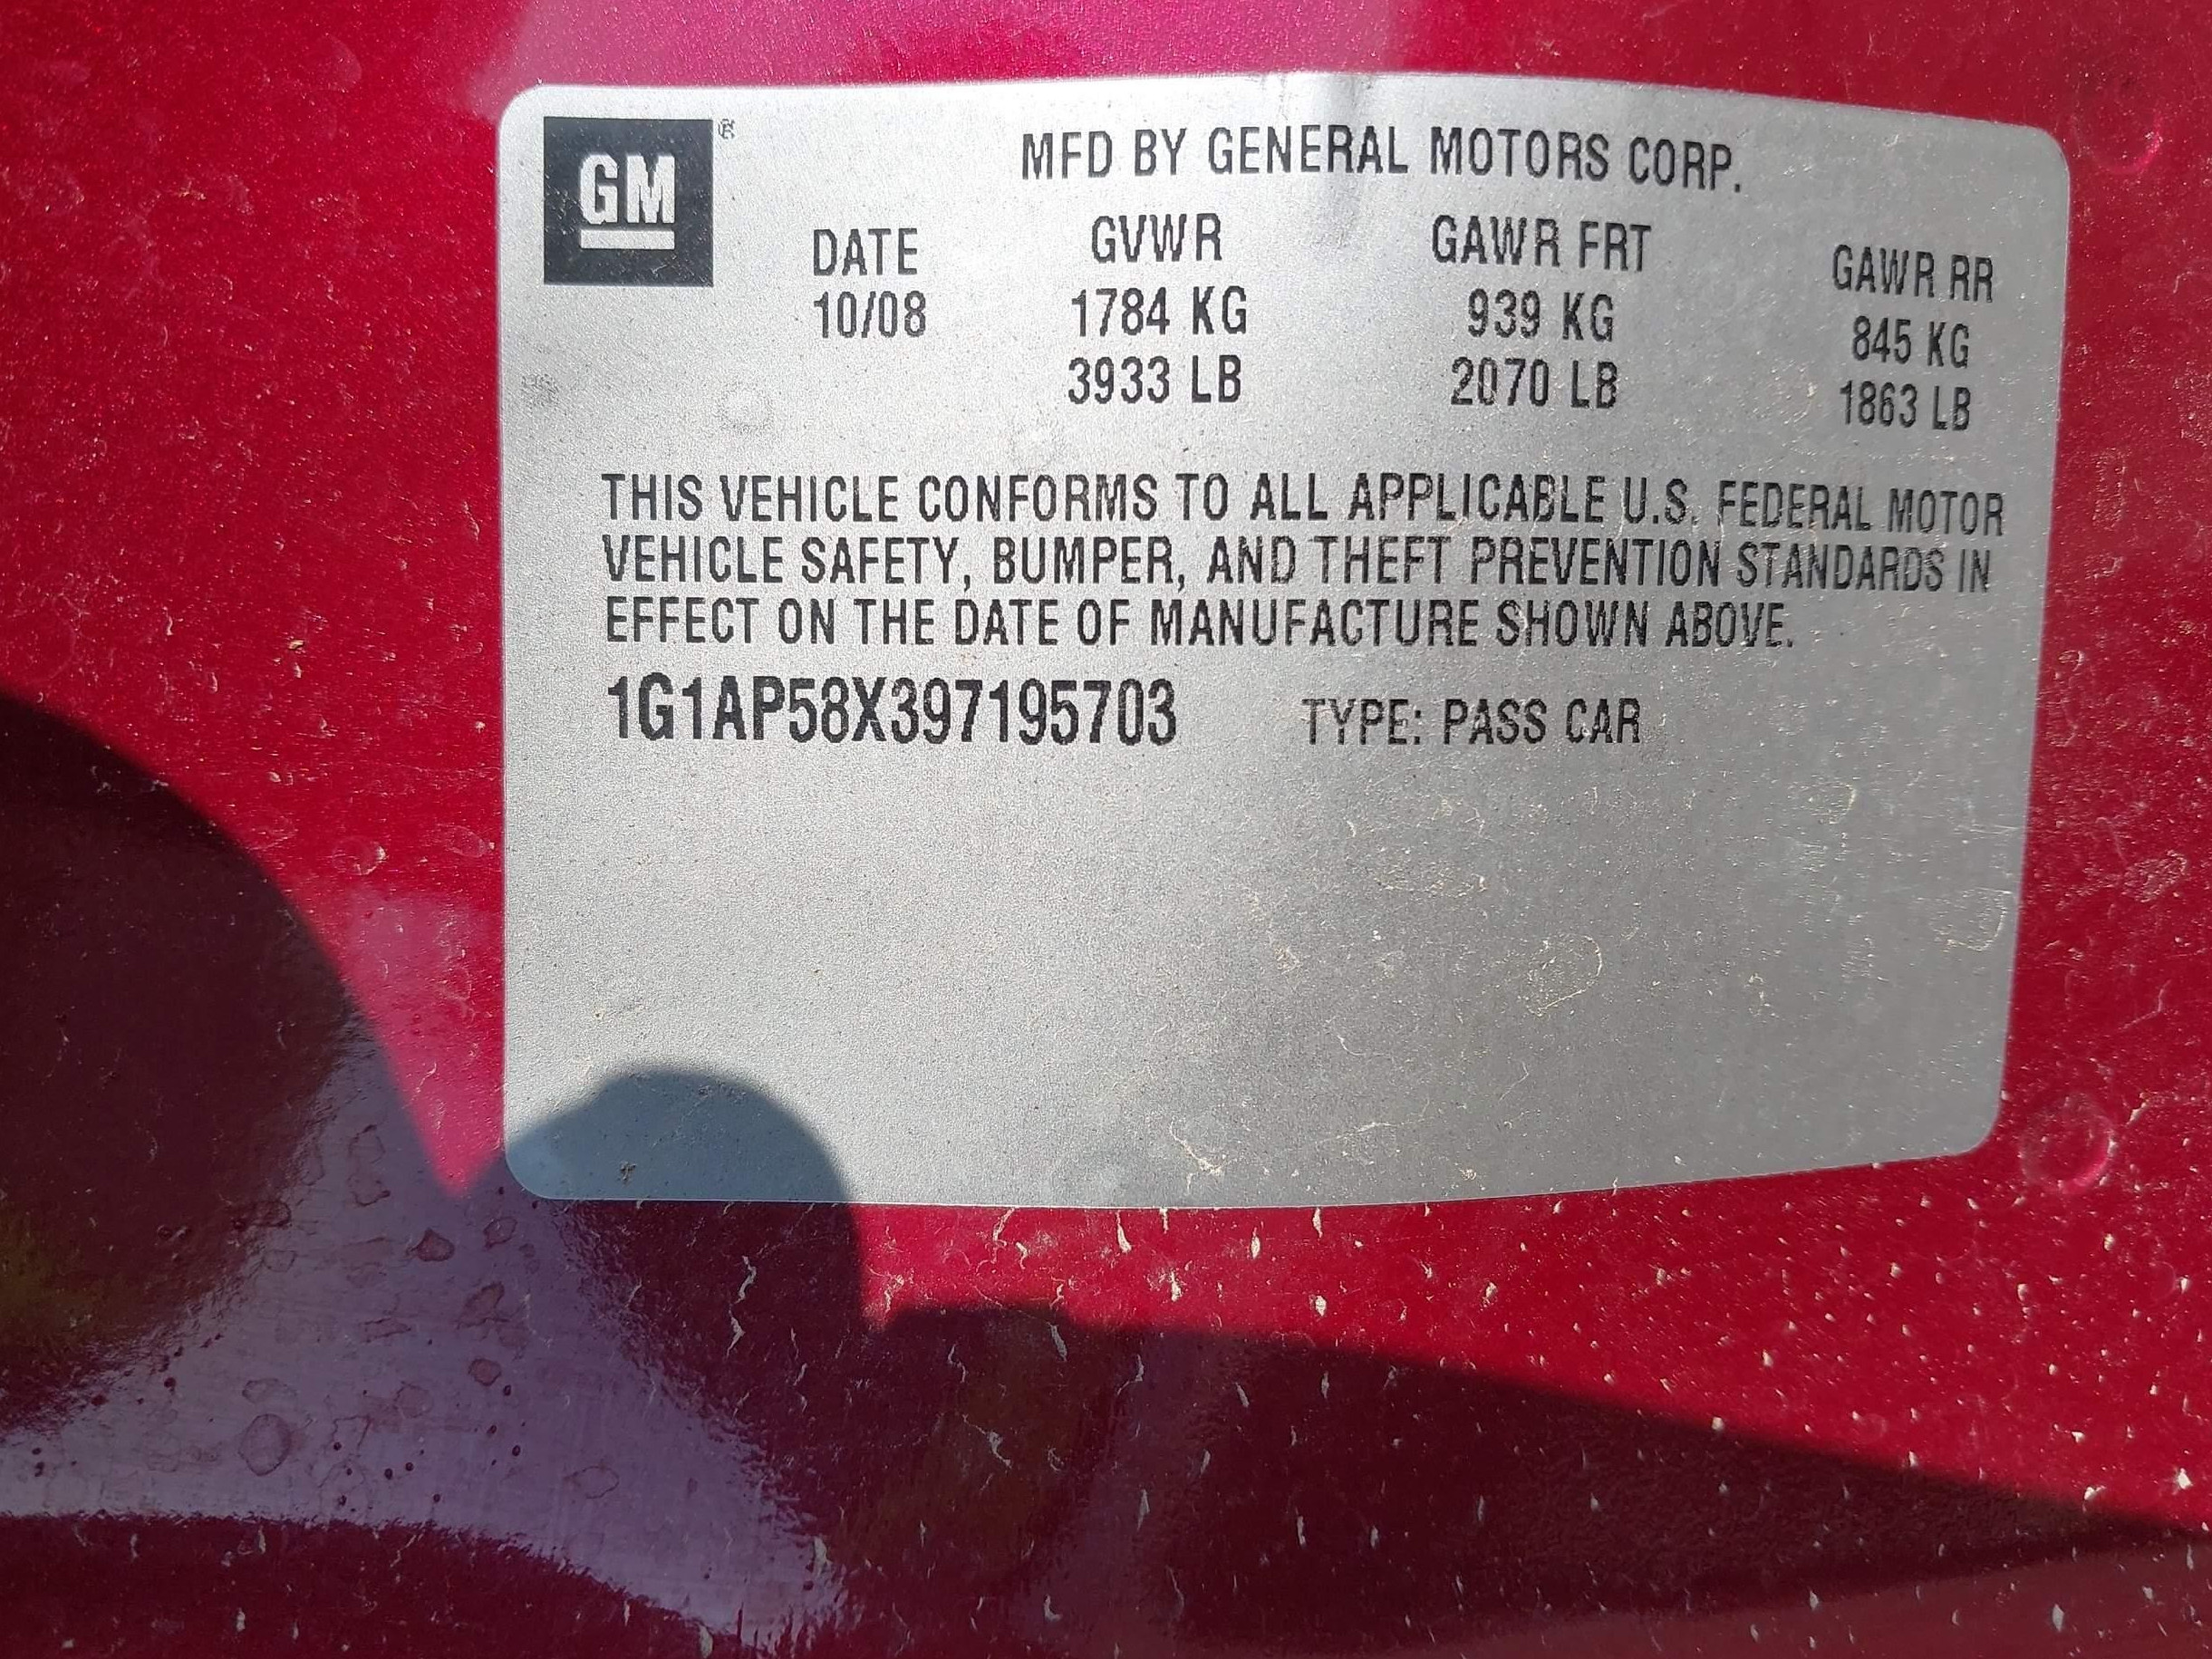 GM®
MFD BY GENERAL MOTORS CORP.
DATE GVWR GAWR FRT GAWR RR
10/08 1784 KG 939 KG 845 KG
3933 LB 2070 LB 1863 LB
THIS VEHICLE CONFORMS TO ALL APPLICABLE U.S. FEDERAL MOTOR
VEHICLE SAFETY, BUMPER, AND THEFT PREVENTION STANDARDS IN
EFFECT ON THE DATE OF MANUFACTURE SHOWN ABOVE.
1G1AP58X397195703 TYPE: PASS CAR